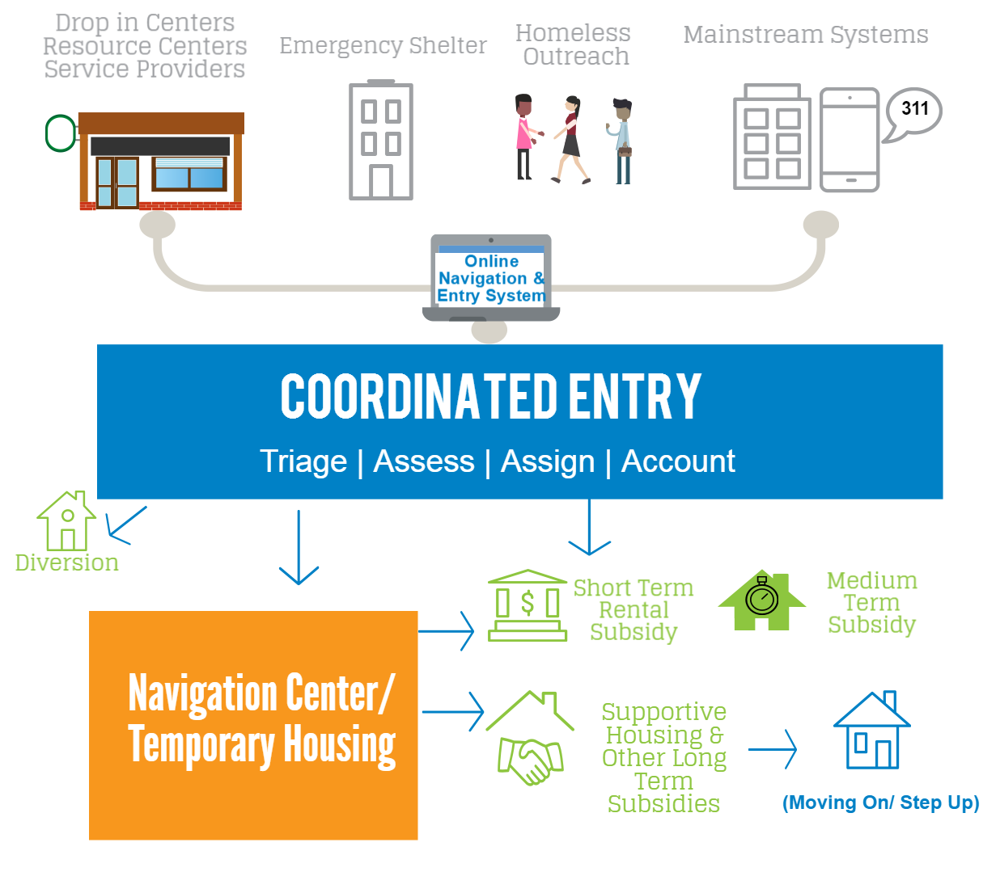 Drop in Centers
Resource Centers
Service Providers
Emergency Shelter
Homeless
Outreach
Mainstream Systems
311
Online
Navigation &
Entry System
COORDINATED ENTRY
Triage | Assess | Assign | Account
Diversion
Short Term
Rental
Subsidy
$
Medium
Term
Subsidy
Navigation Center/
Temporary Housing
Supportive
Housing &
Other Long
Term
Subsidies
(Moving On/ Step Up)